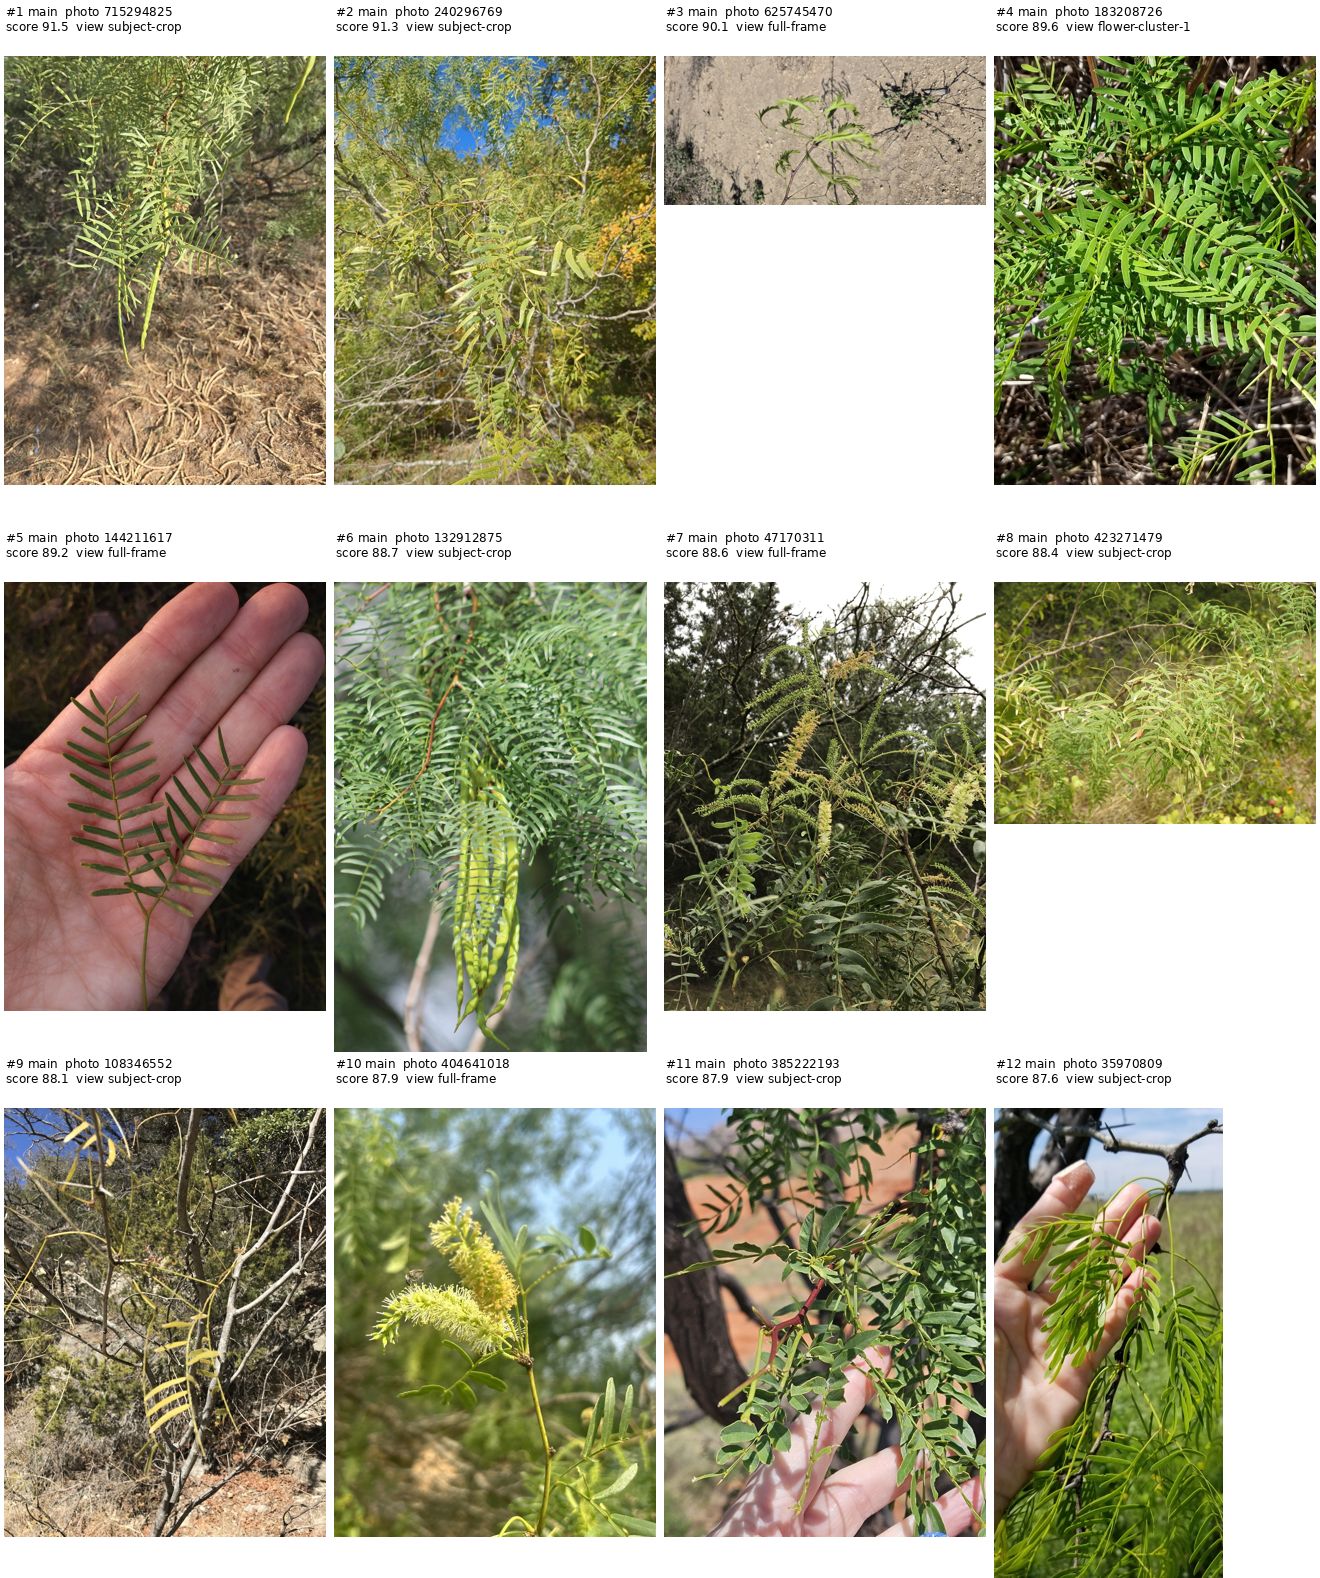 #1 main  photo 715294825
score 91.5  view subject-crop
#2 main  photo 240296769
score 91.3  view subject-crop
#3 main  photo 625745470
score 90.1  view full-frame
#4 main  photo 183208726
score 89.6  view flower-cluster-1
#5 main  photo 144211617
score 89.2  view full-frame
#6 main  photo 132912875
score 88.7  view subject-crop
#7 main  photo 47170311
score 88.6  view full-frame
#8 main  photo 423271479
score 88.4  view subject-crop
#9 main  photo 108346552
score 88.1  view subject-crop
#10 main  photo 404641018
score 87.9  view full-frame
#11 main  photo 385222193
score 87.9  view subject-crop
#12 main  photo 35970809
score 87.6  view subject-crop